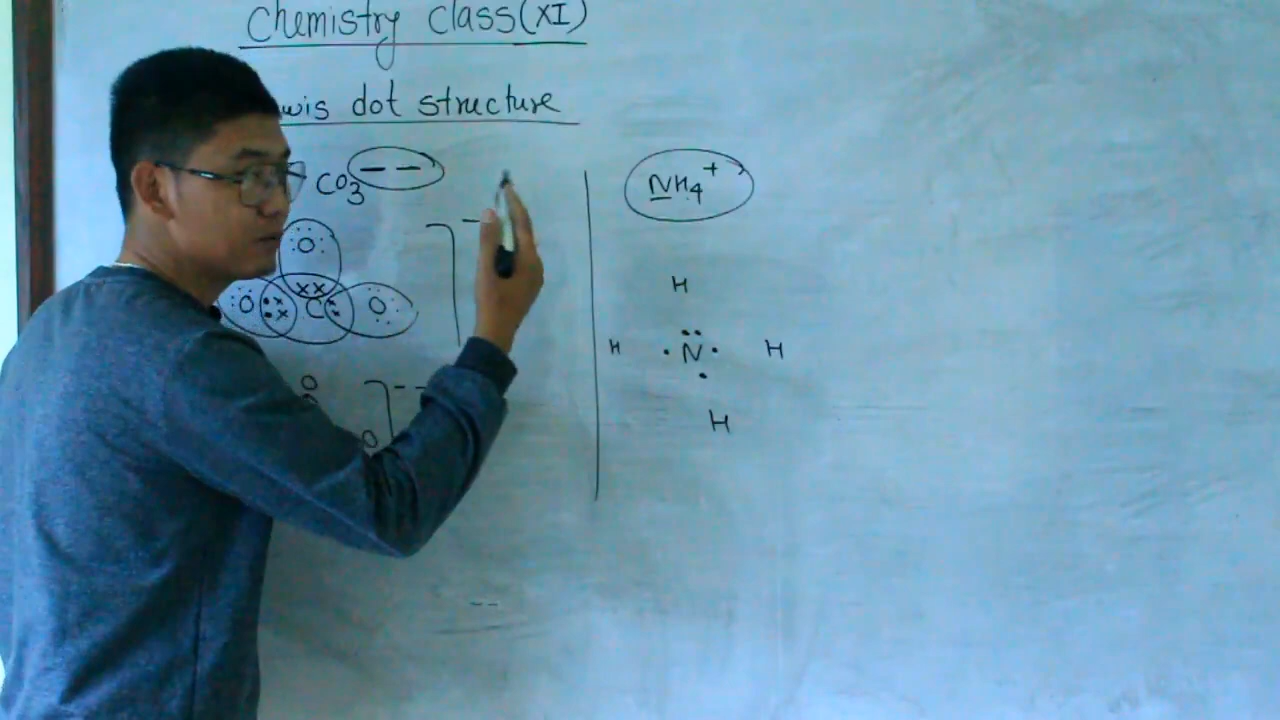 Chemistry class(XI)
wis dot structure
CO3 --
NH4+
O
-
O C O
O
--
O
H
H N H
H